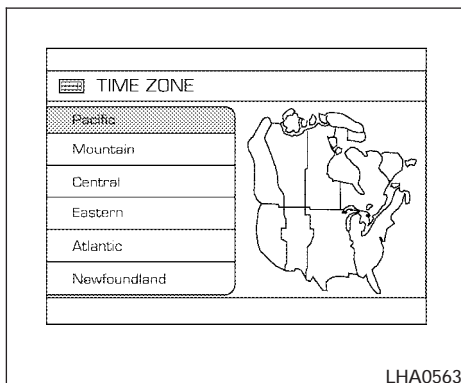 TIME ZONE
Pacific
Mountain
Central
Eastern
Atlantic
Newfoundland
LHA0563